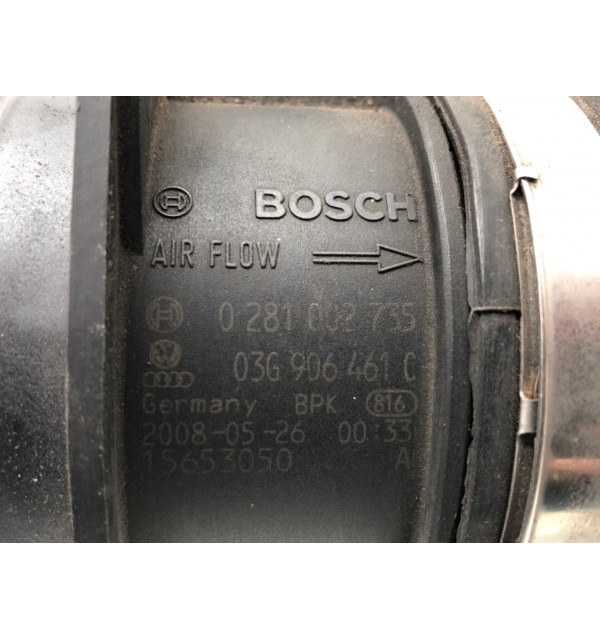 BOSCH
AIR FLOW
0 281 002 735
03G 906 461 C
Germany BPK 816
2008-05-26 00:33
15653050 A